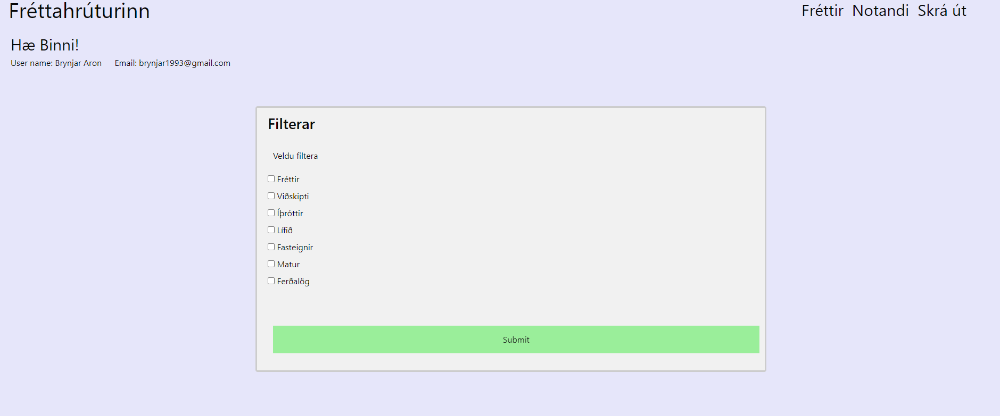 Fréttahrúturinn
Fréttir Notandi Skrá út
Hæ Binni!
User name: Brynjar Aron Email: brynjar1993@gmail.com
Filterar
Veldu filtera
Fréttir
Viðskipti
Íþróttir
Lífið
Fasteignir
Matur
Ferðalög
Submit